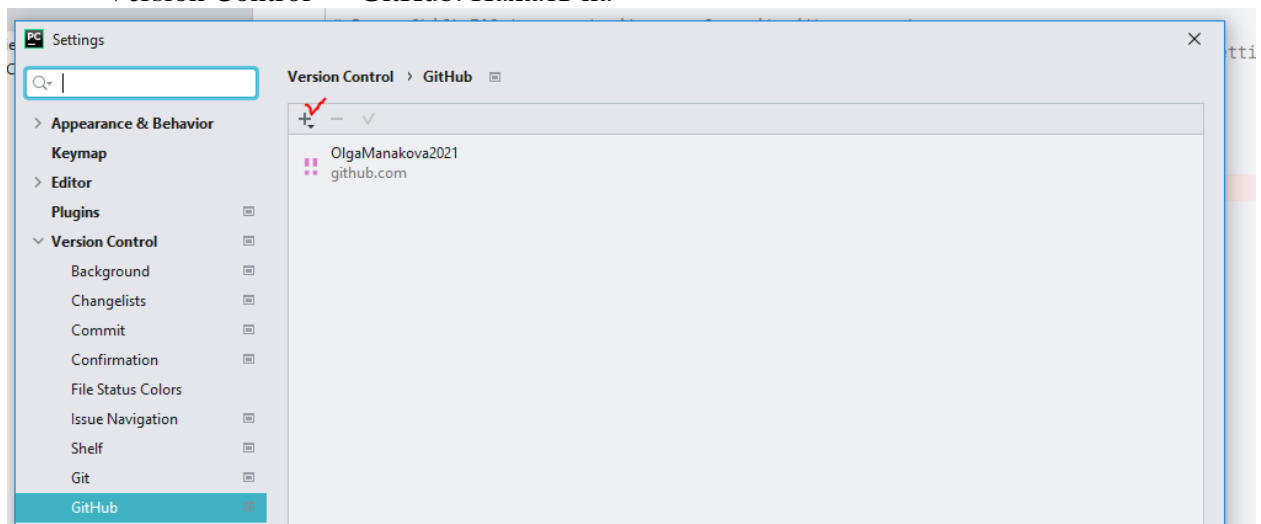 Settings
Version Control > GitHub
Appearance & Behavior
Keymap
Editor
Plugins
Version Control
Background
Changelists
Commit
Confirmation
File Status Colors
Issue Navigation
Shelf
Git
GitHub
OlgaManakova2021
github.com
tti